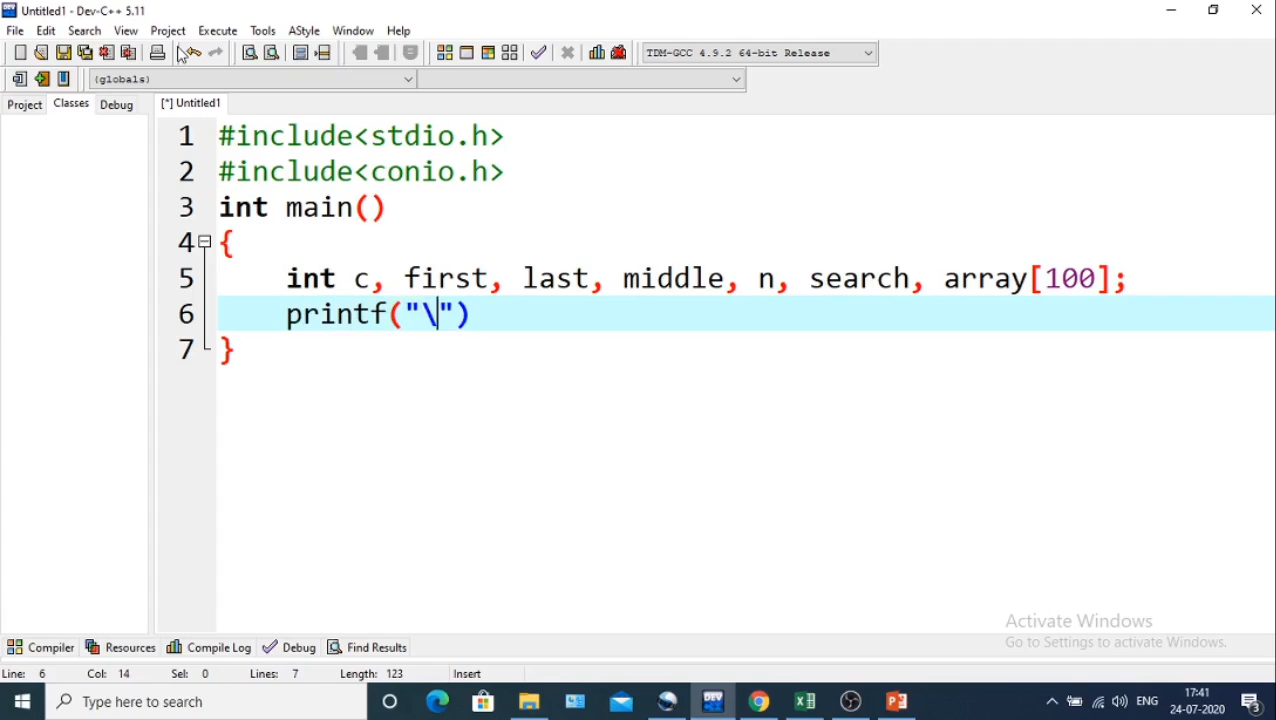 Untitled1 - Dev-C++ 5.11
File Edit Search View Project Execute Tools AStyle Window Help
TDM-GCC 4.9.2 64-bit Release
(globals)
Project Classes Debug [*] Untitled1
1 #include<stdio.h>
2 #include<conio.h>
3 int main()
4 {
5 int c, first, last, middle, n, search, array[100];
6 printf("\")
7 }
Activate Windows
Go to Settings to activate Windows.
Compiler Resources Compile Log Debug Find Results
Line: 6 Col: 14 Sel: 0 Lines: 7 Length: 123 Insert
Type here to search DEV ENG 17:41
24-07-2020 3